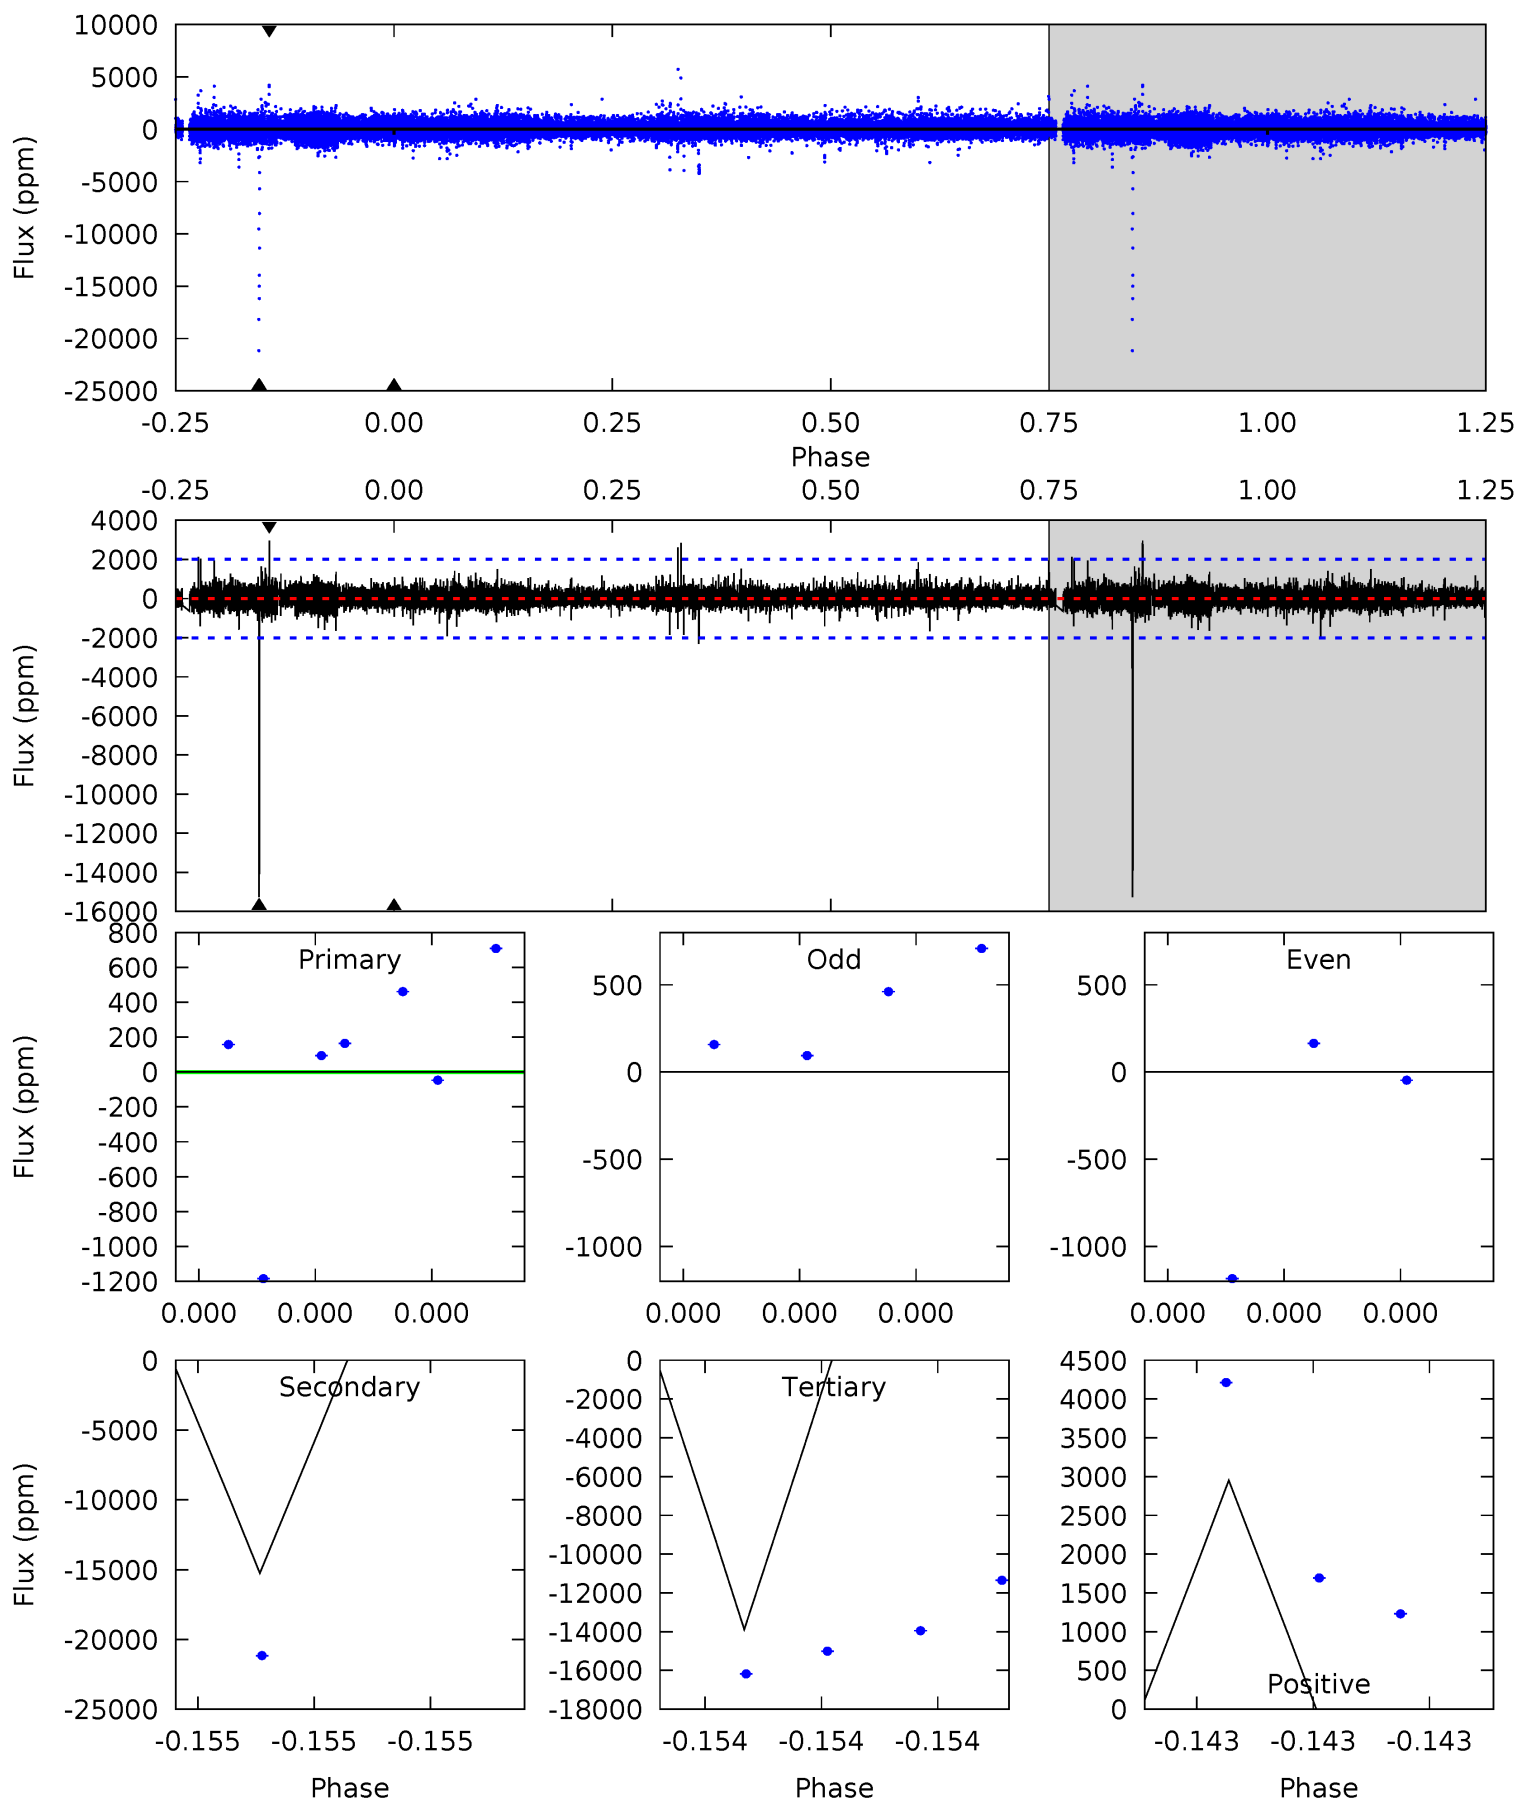 10000
5000
0
-5000
-10000
-15000
-20000
-25000
Flux (ppm)
-0.25 0.00 0.25 0.50 0.75 1.00 1.25
Phase
-0.25 0.00 0.25 0.50 0.75 1.00 1.25
4000
2000
0
-2000
-4000
-6000
-8000
-10000
-12000
-14000
-16000
Flux (ppm)
800
600
400
200
0
-200
-400
-600
-800
-1000
-1200
Flux (ppm)
Primary
0.000 0.000 0.000
500
0
-500
-1000
Odd
0.000 0.000 0.000
500
0
-500
-1000
Even
0.000 0.000 0.000
0
-5000
-10000
-15000
-20000
-25000
Flux (ppm)
Secondary
-0.155 -0.155 -0.155
Phase
0
-2000
-4000
-6000
-8000
-10000
-12000
-14000
-16000
-18000
Tertiary
-0.154 -0.154 -0.154
Phase
4500
4000
3500
3000
2500
2000
1500
1000
500
0
Positive
-0.143 -0.143 -0.143
Phase